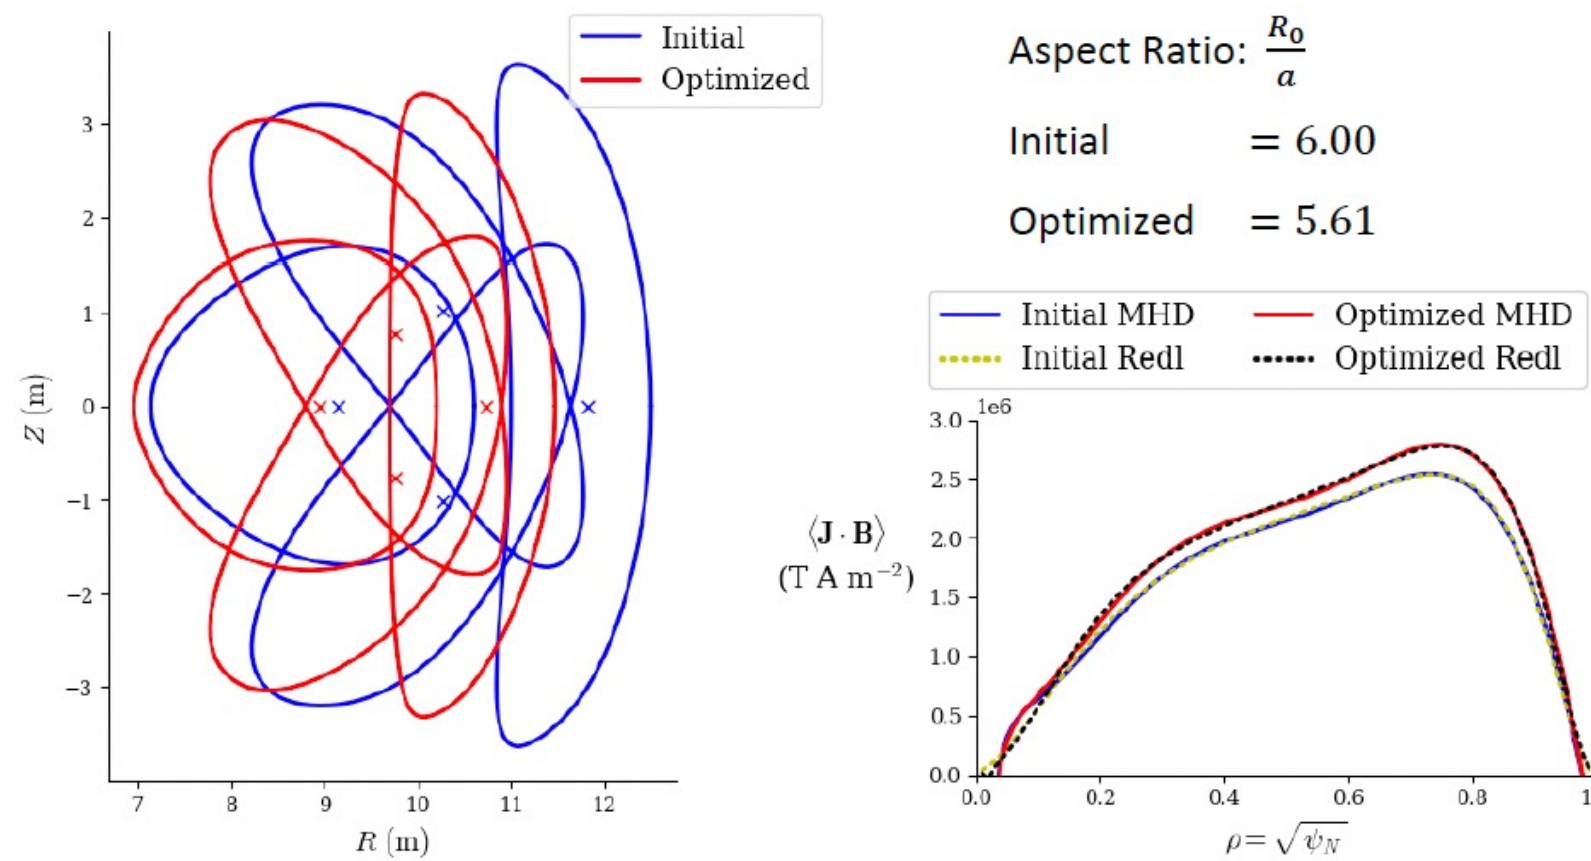 Initial
Optimized
3
2
1
0
−1
−2
−3
Z (m)
7 8 9 10 11 12
R (m)
Aspect Ratio: R₀/a
Initial = 6.00
Optimized = 5.61
Initial MHD
Optimized MHD
Initial Redl
Optimized Redl
1e6
3.0
2.5
2.0
1.5
1.0
0.5
0.0
⟨J · B⟩
(T A m⁻²)
0.0 0.2 0.4 0.6 0.8 1
ρ = √ψ_N